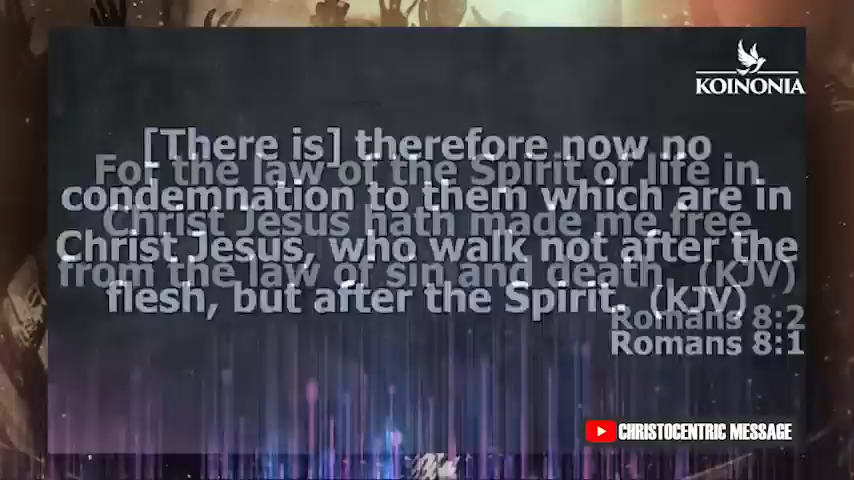 KOINONIA
[There is] therefore now no
For the law of the Spirit of life in
condemnation to them which are in
Christ Jesus hath made me free
Christ Jesus, who walk not after the
from the law of sin and death. (KJV)
flesh, but after the Spirit. (KJV)
Romans 8:2
Romans 8:1
CHRISTOCENTRIC MESSAGE